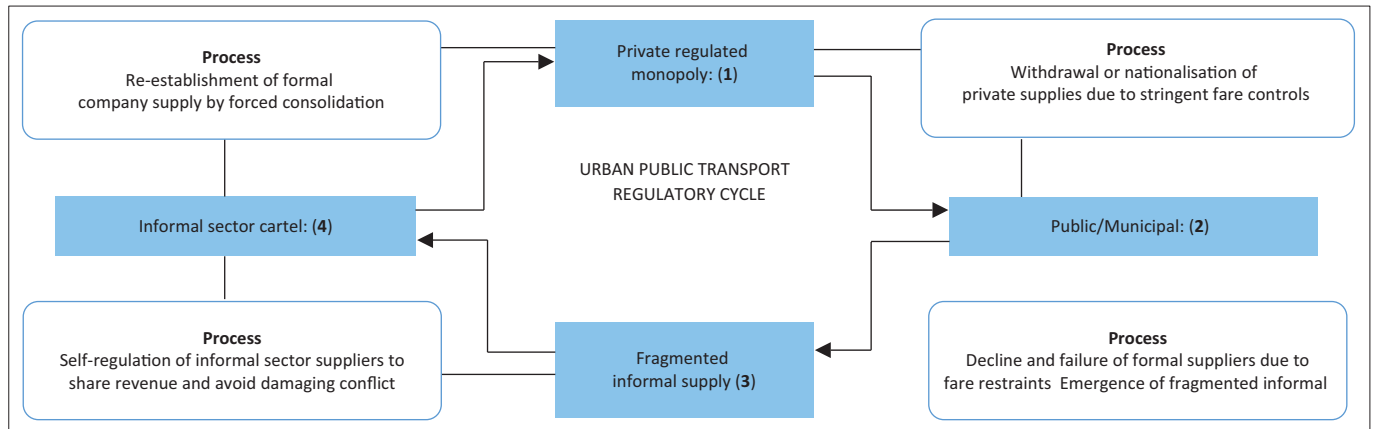 Process
Re-establishment of formal
company supply by forced consolidation
Private regulated
monopoly: (1)
Process
Withdrawal or nationalisation of
private supplies due to stringent fare controls
URBAN PUBLIC TRANSPORT
REGULATORY CYCLE
Informal sector cartel: (4)
Public/Municipal: (2)
Process
Self-regulation of informal sector suppliers to
share revenue and avoid damaging conflict
Fragmented
informal supply (3)
Process
Decline and failure of formal suppliers due to
fare restraints  Emergence of fragmented informal